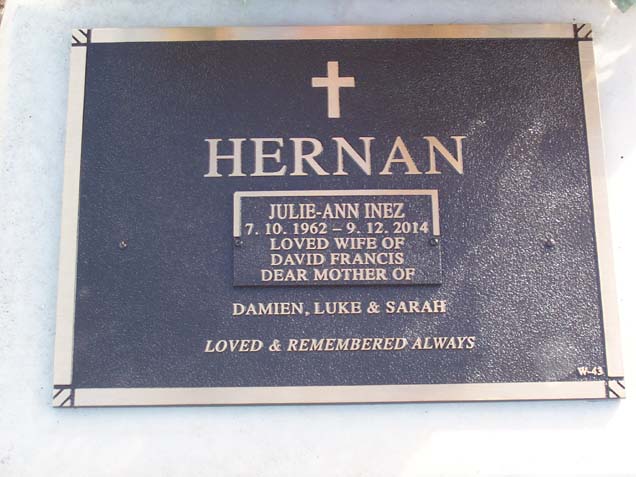 HERNAN
JULIE-ANN INEZ
7. 10. 1962 – 9. 12. 2014
LOVED WIFE OF
DAVID FRANCIS
DEAR MOTHER OF
DAMIEN, LUKE & SARAH
LOVED & REMEMBERED ALWAYS
W-43